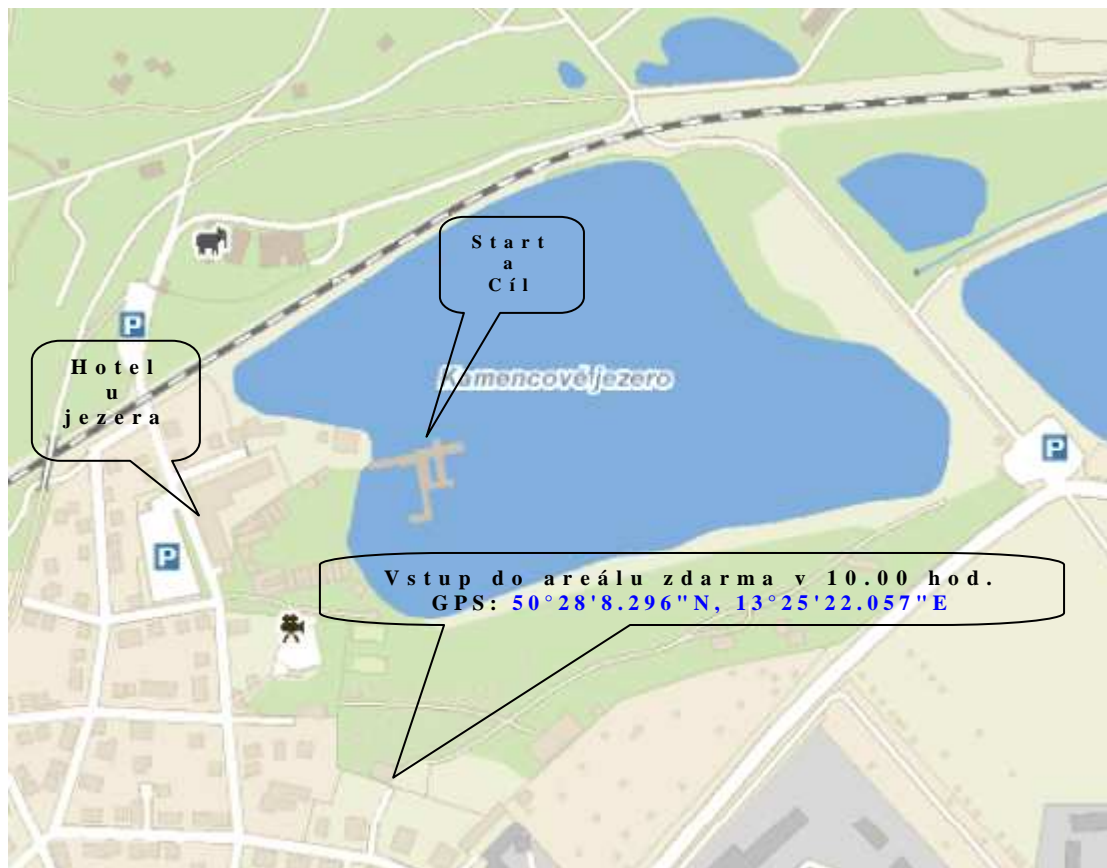 Start
a
Cíl
P
Hotel
u
jezera
Kamencové jezero
P
P
Vstup do areálu zdarma v 10.00 hod.
GPS: 50°28'8.296"N, 13°25'22.057"E